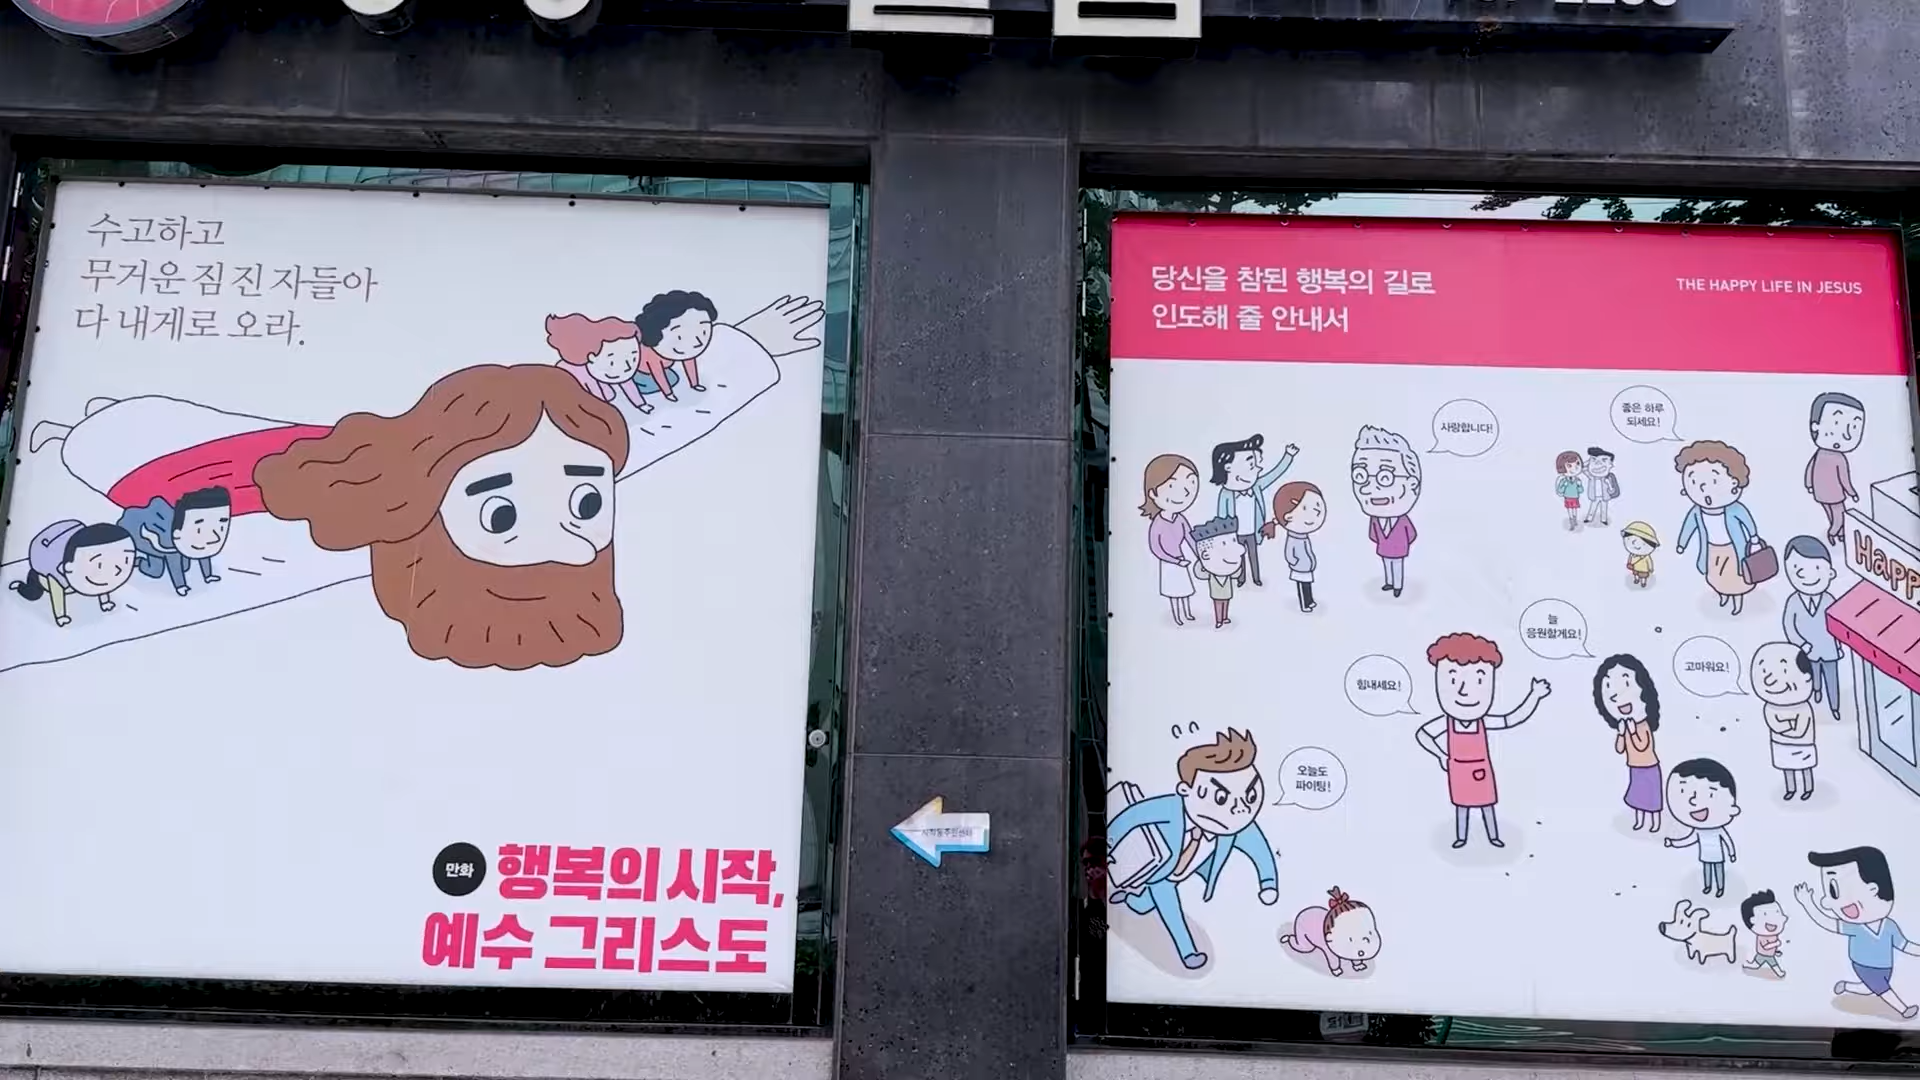 수고하고
무거운 짐 진 자들아
다 내게로 오라.
만화
행복의 시작,
예수 그리스도
당신을 참된 행복의 길로
인도해 줄 안내서
THE HAPPY LIFE IN JESUS
사랑합니다!
좋은 하루
되세요!
늘
응원할게요!
힘내세요!
고마워요!
오늘도
파이팅!